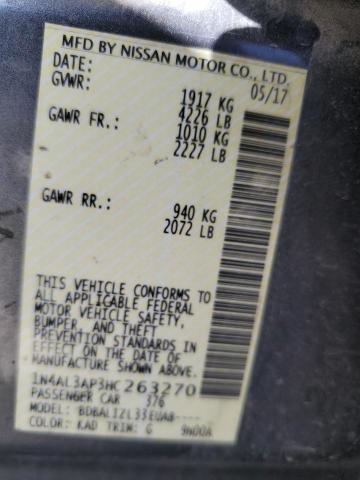 MFD BY NISSAN MOTOR CO., LTD.
DATE: 05/17
GVWR: 1917 KG
4226 LB
GAWR FR.: 1010 KG
2227 LB
GAWR RR.: 940 KG
2072 LB
THIS VEHICLE CONFORMS TO
ALL APPLICABLE FEDERAL
MOTOR VEHICLE SAFETY,
BUMPER, AND THEFT
PREVENTION STANDARDS
IN EFFECT ON THE DATE OF
MANUFACTURE SHOWN ABOVE.
1N4AL3AP3HC263270
PASSENGER CAR 376
MODEL: BDBALIZL33EUA8----
COLOR: KAD TRIM: G